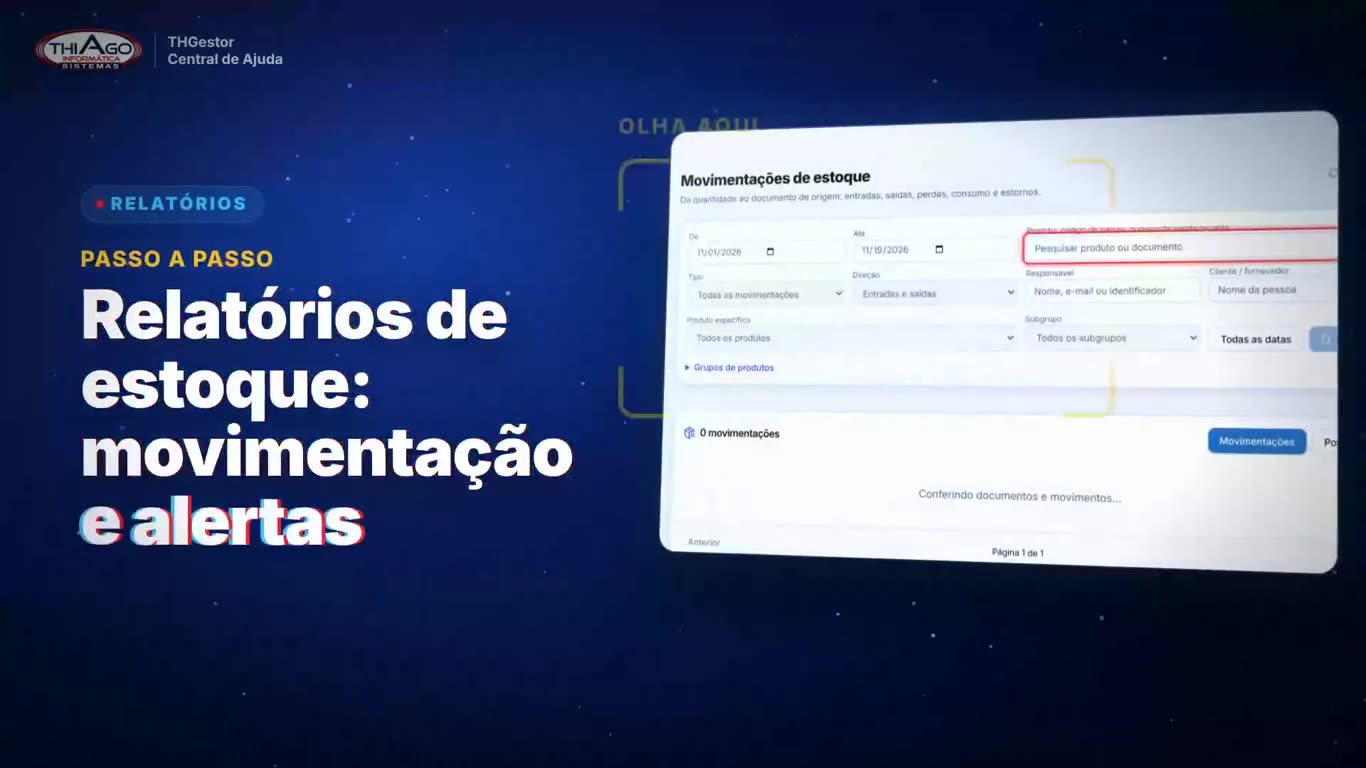 THIAGO
INFORMÁTICA
SISTEMAS
THGestor
Central de Ajuda
OLHA AQUI
RELATÓRIOS
PASSO A PASSO
Relatórios de
estoque:
movimentação
e alertas
Movimentações de estoque
Da quantidade ao documento de origem: entradas, saídas, perdas, consumo e estornos.
De
Até
11/01/2026
11/19/2026
Pesquisar produto ou documento
Tipo
Direção
Responsável
Cliente / fornecedor
Todas as movimentações
Entradas e saídas
Nome, e-mail ou identificador
Nome da pessoa
Produto específico
Subgrupo
Todos os produtos
Todos os subgrupos
Todas as datas
Grupos de produtos
0 movimentações
Movimentações
Po
Conferindo documentos e movimentos...
Anterior
Página 1 de 1